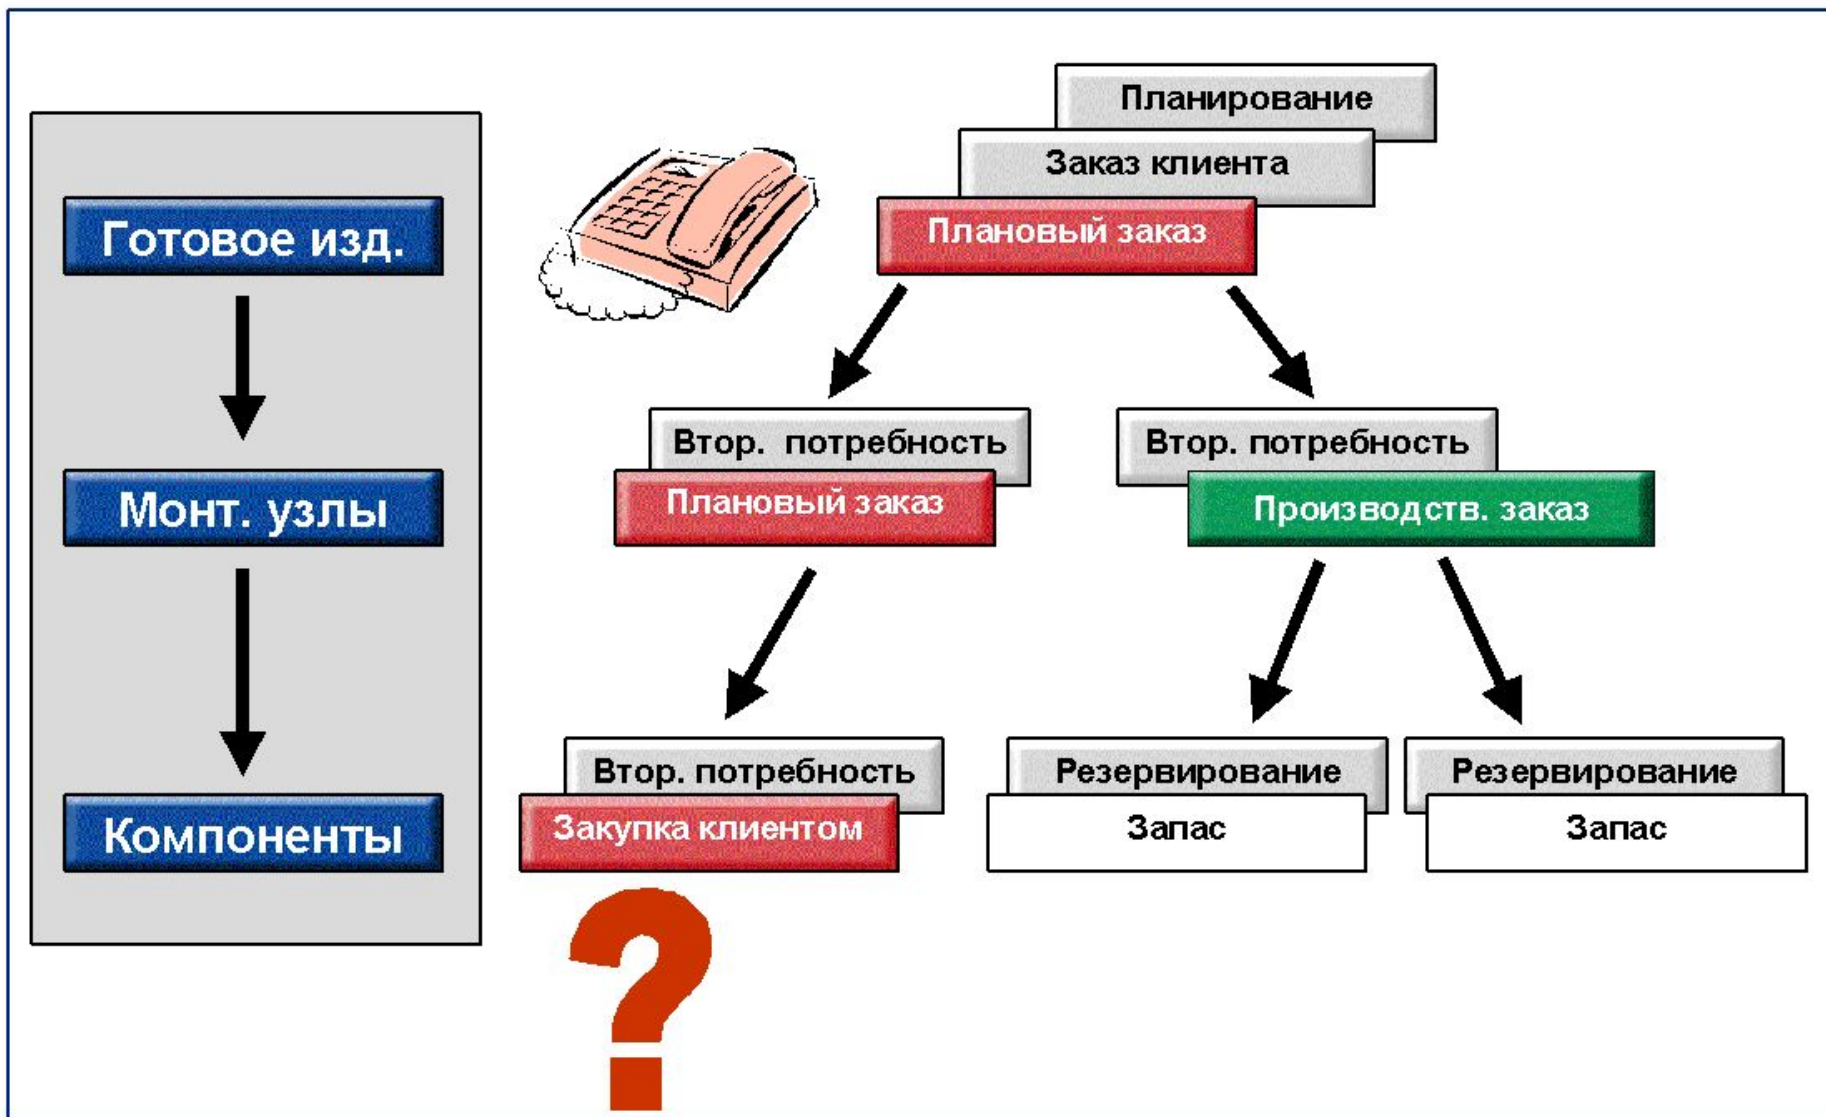 Планирование
Заказ клиента
Готовое изд.
Плановый заказ
Втор. потребность
Втор. потребность
Монт. узлы
Плановый заказ
Производств. заказ
Втор. потребность
Резервирование
Резервирование
Компоненты
Закупка клиентом
Запас
Запас
?